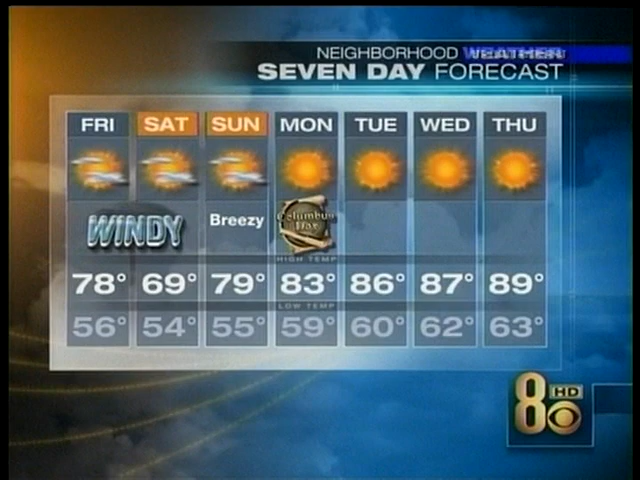 NEIGHBORHOOD WEATHER
SEVEN DAY FORECAST
FRI SAT SUN MON TUE WED THU
WINDY Breezy Columbus Day
HIGH TEMP
78° 69° 79° 83° 86° 87° 89°
LOW TEMP
56° 54° 55° 59° 60° 62° 63°
8 HD